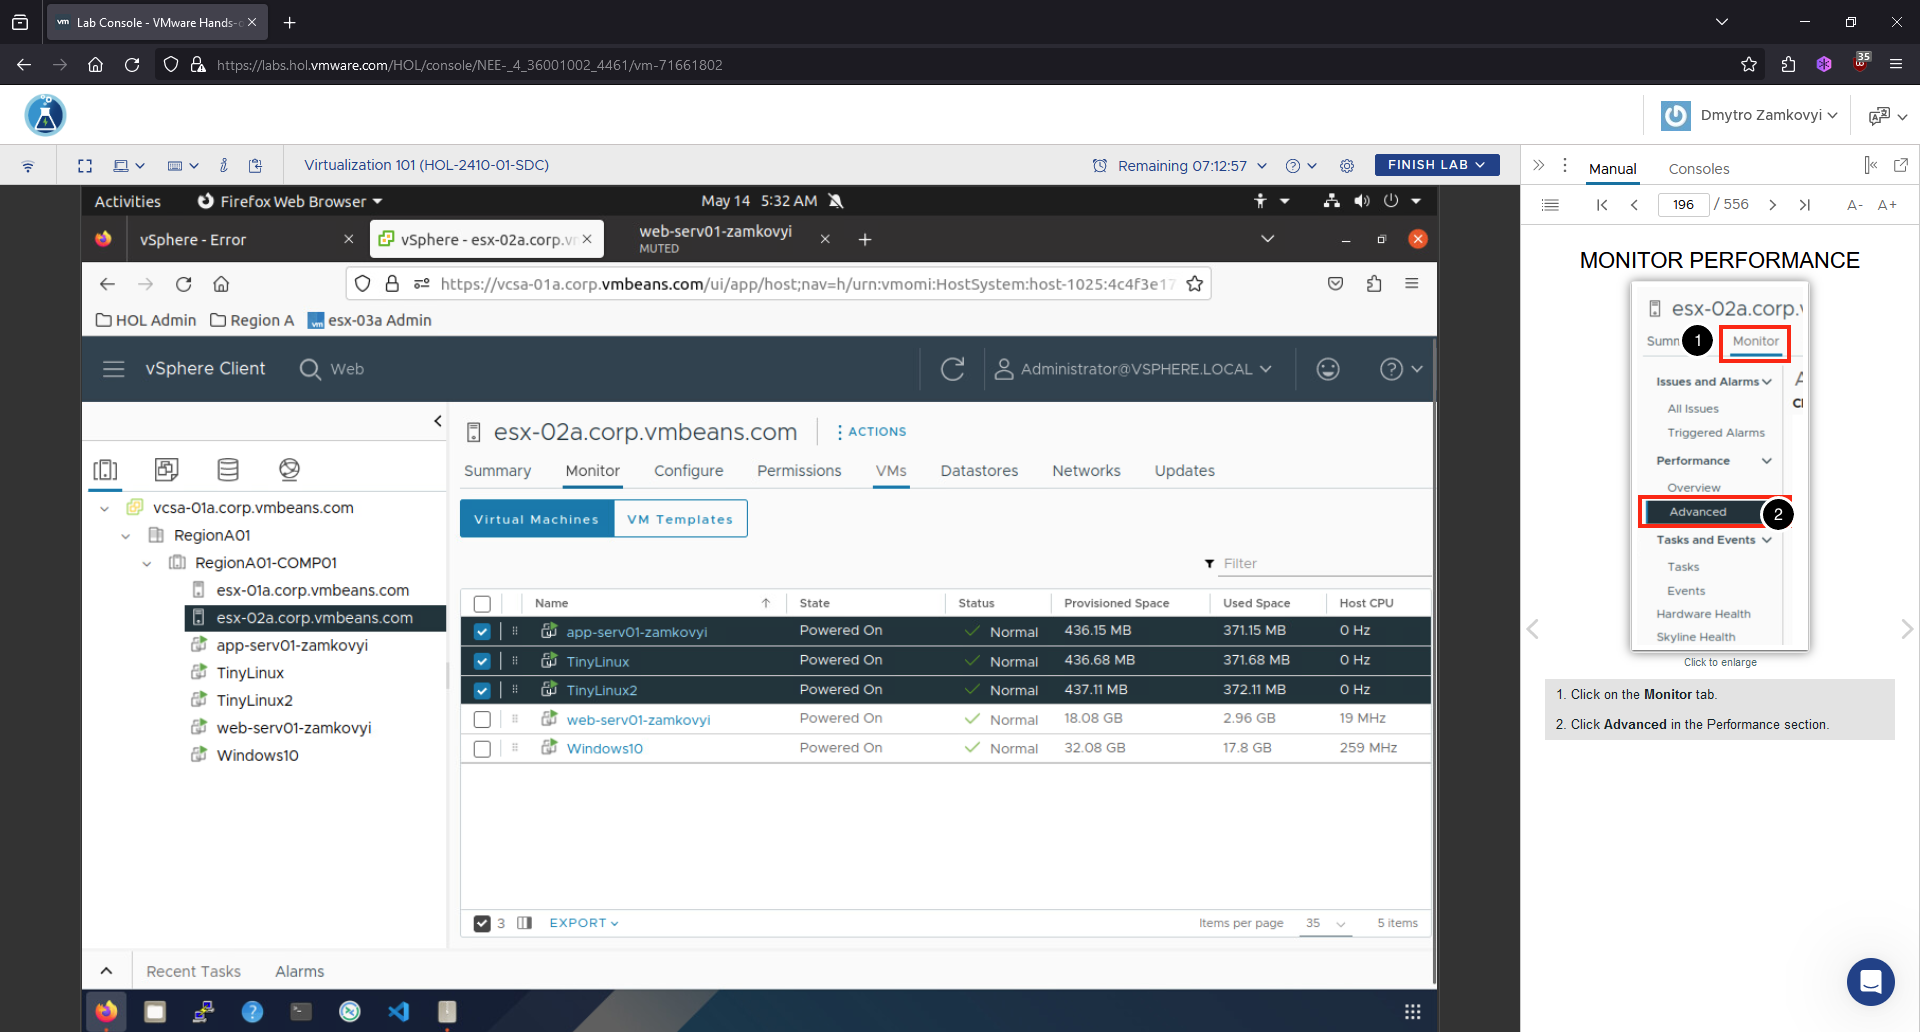 Lab Console - VMware Hands-o
https://labs.hol.vmware.com/HOL/console/NEE-_4_36001002_4461/vm-71661802
35
Dmytro Zamkovyi
Virtualization 101 (HOL-2410-01-SDC)
Remaining 07:12:57
FINISH LAB
Manual
Consoles
196 / 556
A-
A+
Activities
Firefox Web Browser
May 14 5:32 AM
vSphere - Error
vSphere - esx-02a.corp.vm
web-serv01-zamkovyi
MUTED
https://vcsa-01a.corp.vmbeans.com/ui/app/host;nav=h/urn:vmomi:HostSystem:host-1025:4c4f3e17
HOL Admin
Region A
vm
esx-03a Admin
vSphere Client
Web
Administrator@VSPHERE.LOCAL
esx-02a.corp.vmbeans.com
ACTIONS
Summary
Monitor
Configure
Permissions
VMs
Datastores
Networks
Updates
vcsa-01a.corp.vmbeans.com
RegionA01
RegionA01-COMP01
esx-01a.corp.vmbeans.com
esx-02a.corp.vmbeans.com
app-serv01-zamkovyi
TinyLinux
TinyLinux2
web-serv01-zamkovyi
Windows10
Virtual Machines
VM Templates
Filter
Name State Status Provisioned Space Used Space Host CPU
app-serv01-zamkovyi Powered On Normal 436.15 MB 371.15 MB 0 Hz
TinyLinux Powered On Normal 436.68 MB 371.68 MB 0 Hz
TinyLinux2 Powered On Normal 437.11 MB 372.11 MB 0 Hz
web-serv01-zamkovyi Powered On Normal 18.08 GB 2.96 GB 19 MHz
Windows10 Powered On Normal 32.08 GB 17.8 GB 259 MHz
3
EXPORT
Items per page 35
5 items
Recent Tasks
Alarms
MONITOR PERFORMANCE
esx-02a.corp.v
Summ
1
Monitor
Issues and Alarms
All Issues
Triggered Alarms
Performance
Overview
Advanced
2
Tasks and Events
Tasks
Events
Hardware Health
Skyline Health
Click to enlarge
1. Click on the Monitor tab.
2. Click Advanced in the Performance section.